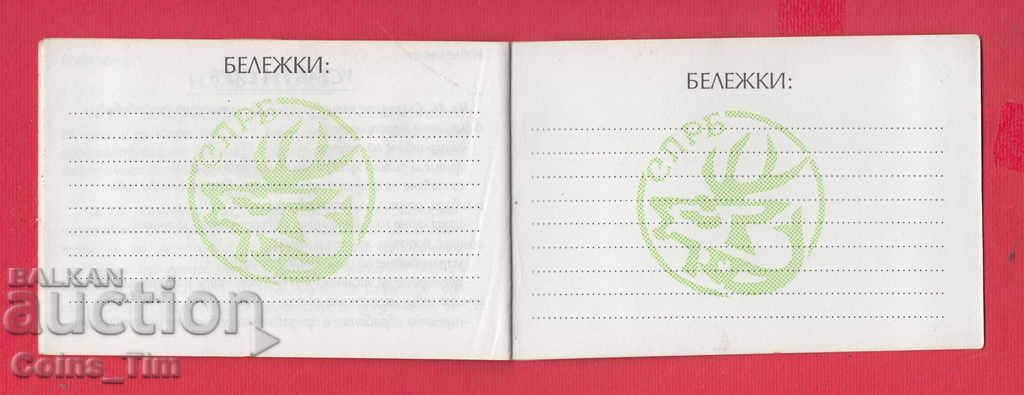 БЕЛЕЖКИ:
СЛРБ
БЕЛЕЖКИ:
СЛРБ
BALKAN
auction
Coins_Tim